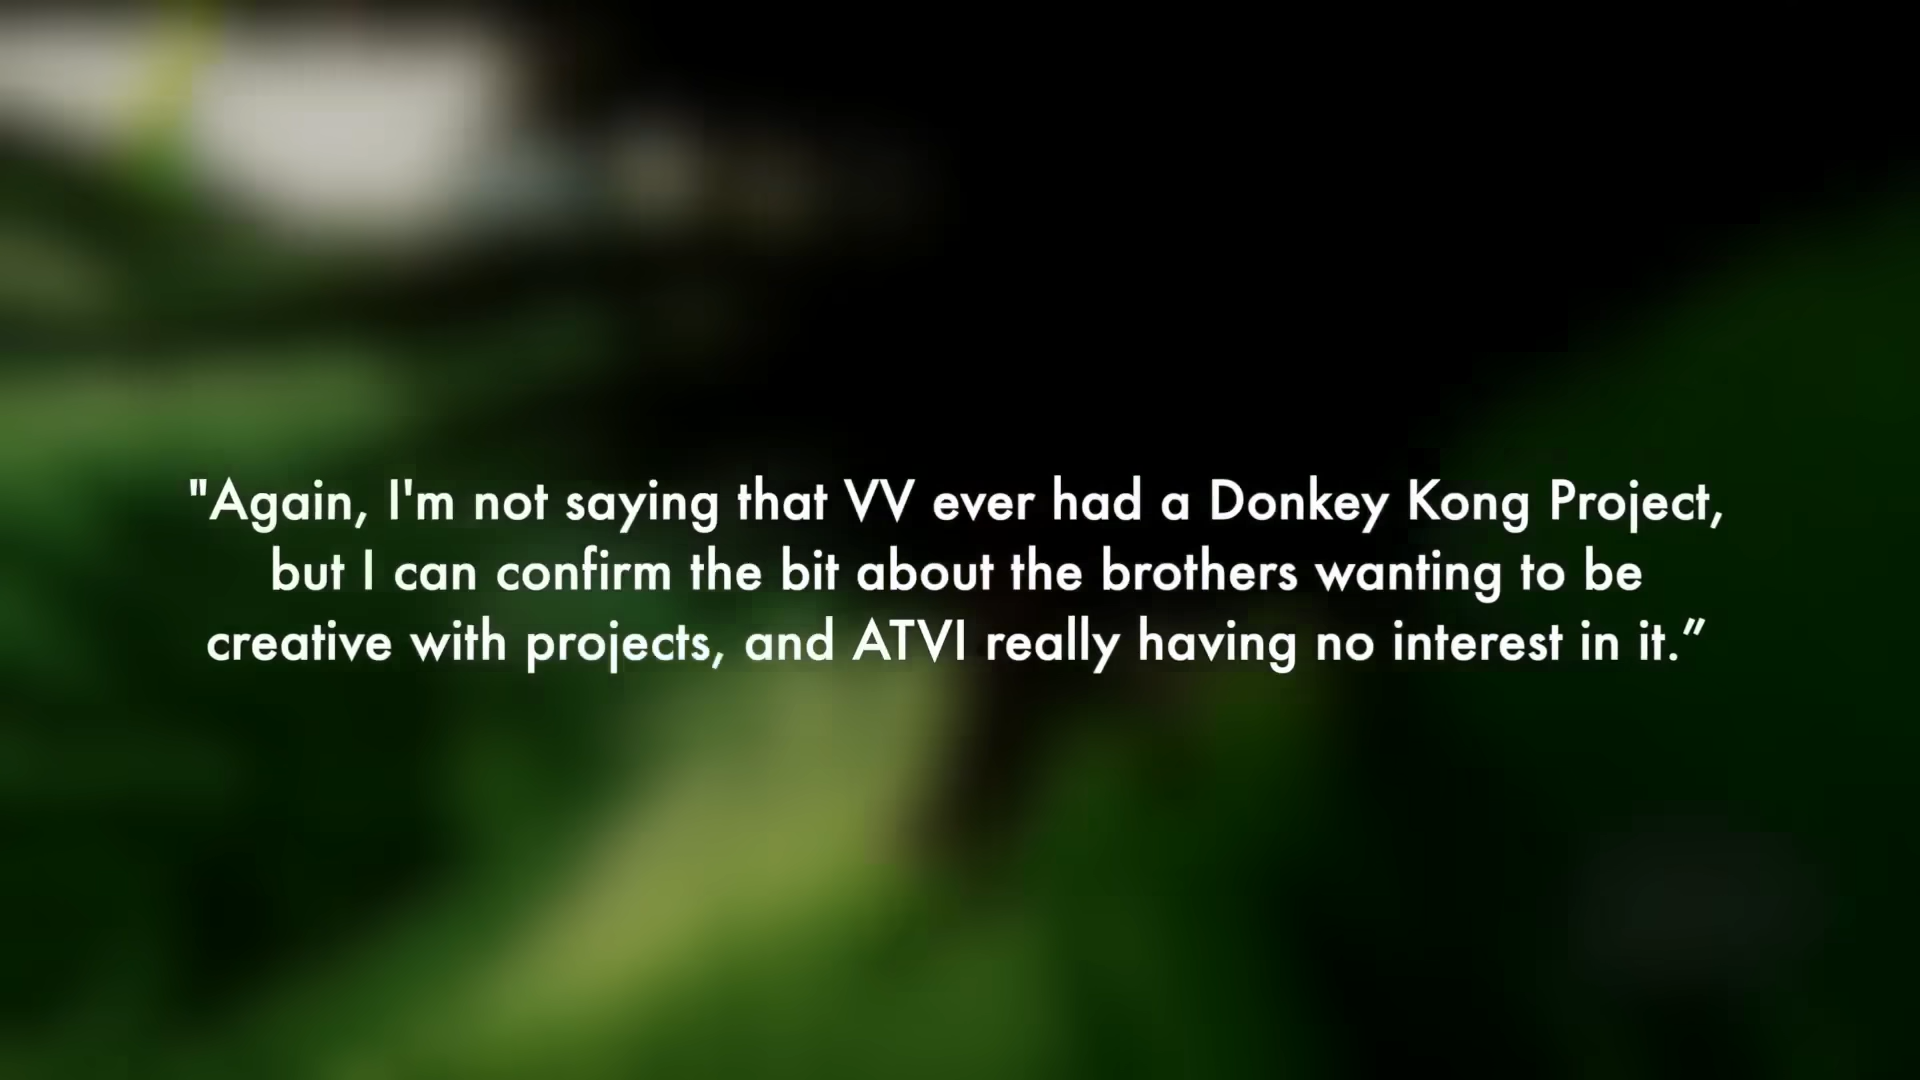 "Again, I'm not saying that VV ever had a Donkey Kong Project,
but I can confirm the bit about the brothers wanting to be
creative with projects, and ATVI really having no interest in it.”